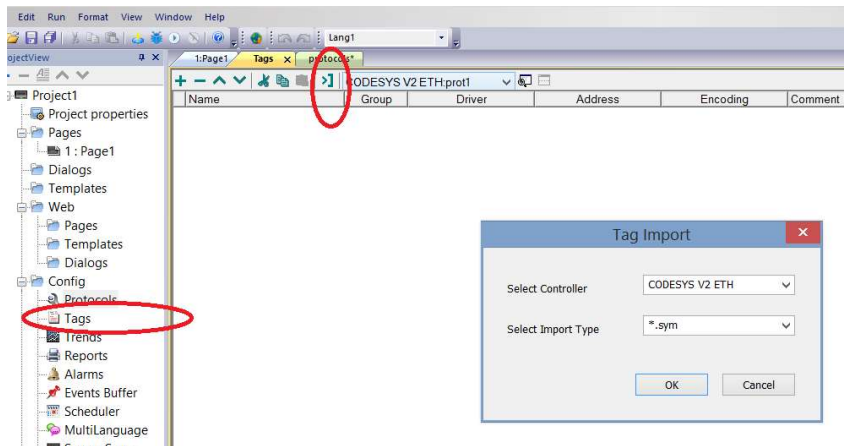 Edit Run Format View Window Help
Lang1
ojectView
1:Page1 Tags protocols*
CODESYS V2 ETH:prot1
Name Group Driver Address Encoding Comment
Project1
Project properties
Pages
1 : Page1
Dialogs
Templates
Web
Pages
Templates
Dialogs
Config
Protocols
Tags
Trends
Reports
Alarms
Events Buffer
Scheduler
MultiLanguage
Tag Import
Select Controller CODESYS V2 ETH
Select Import Type *.sym
OK Cancel